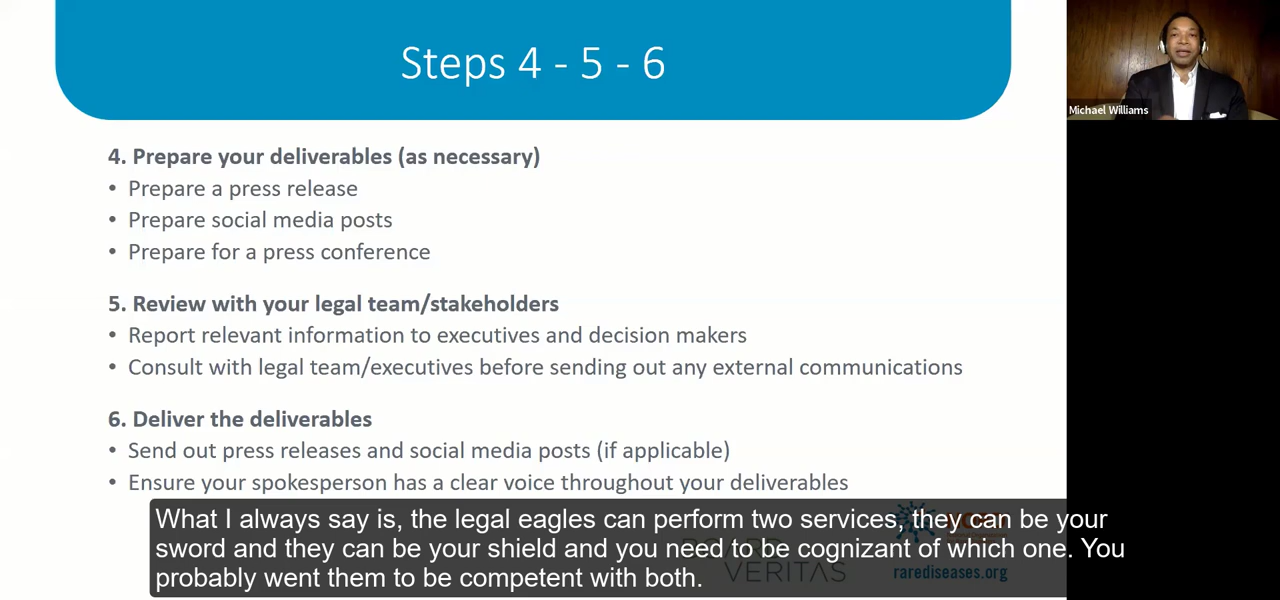 Steps 4 - 5 - 6
Michael Williams
4. Prepare your deliverables (as necessary)
• Prepare a press release
• Prepare social media posts
• Prepare for a press conference
5. Review with your legal team/stakeholders
• Report relevant information to executives and decision makers
• Consult with legal team/executives before sending out any external communications
6. Deliver the deliverables
• Send out press releases and social media posts (if applicable)
• Ensure your spokesperson has a clear voice throughout your deliverables
What I always say is, the legal eagles can perform two services, they can be your
sword and they can be your shield and you need to be cognizant of which one. You
probably went them to be competent with both.
VERITAS
rarediseases.org